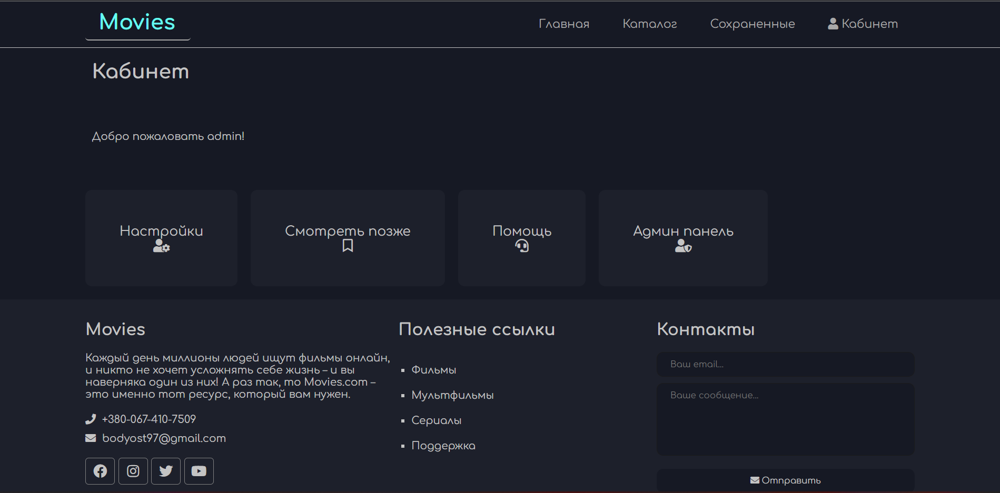 Movies
Главная
Каталог
Сохраненные
Кабинет
Кабинет
Добро пожаловать admin!
Настройки
Смотреть позже
Помощь
Админ панель
Movies
Каждый день миллионы людей ищут фильмы онлайн,
и никто не хочет усложнять себе жизнь – и вы
наверняка один из них! А раз так, то Movies.com –
это именно тот ресурс, который вам нужен.
+380-067-410-7509
bodyost97@gmail.com
Полезные ссылки
Фильмы
Мультфильмы
Сериалы
Поддержка
Контакты
Ваш email...
Ваше сообщение...
Отправить